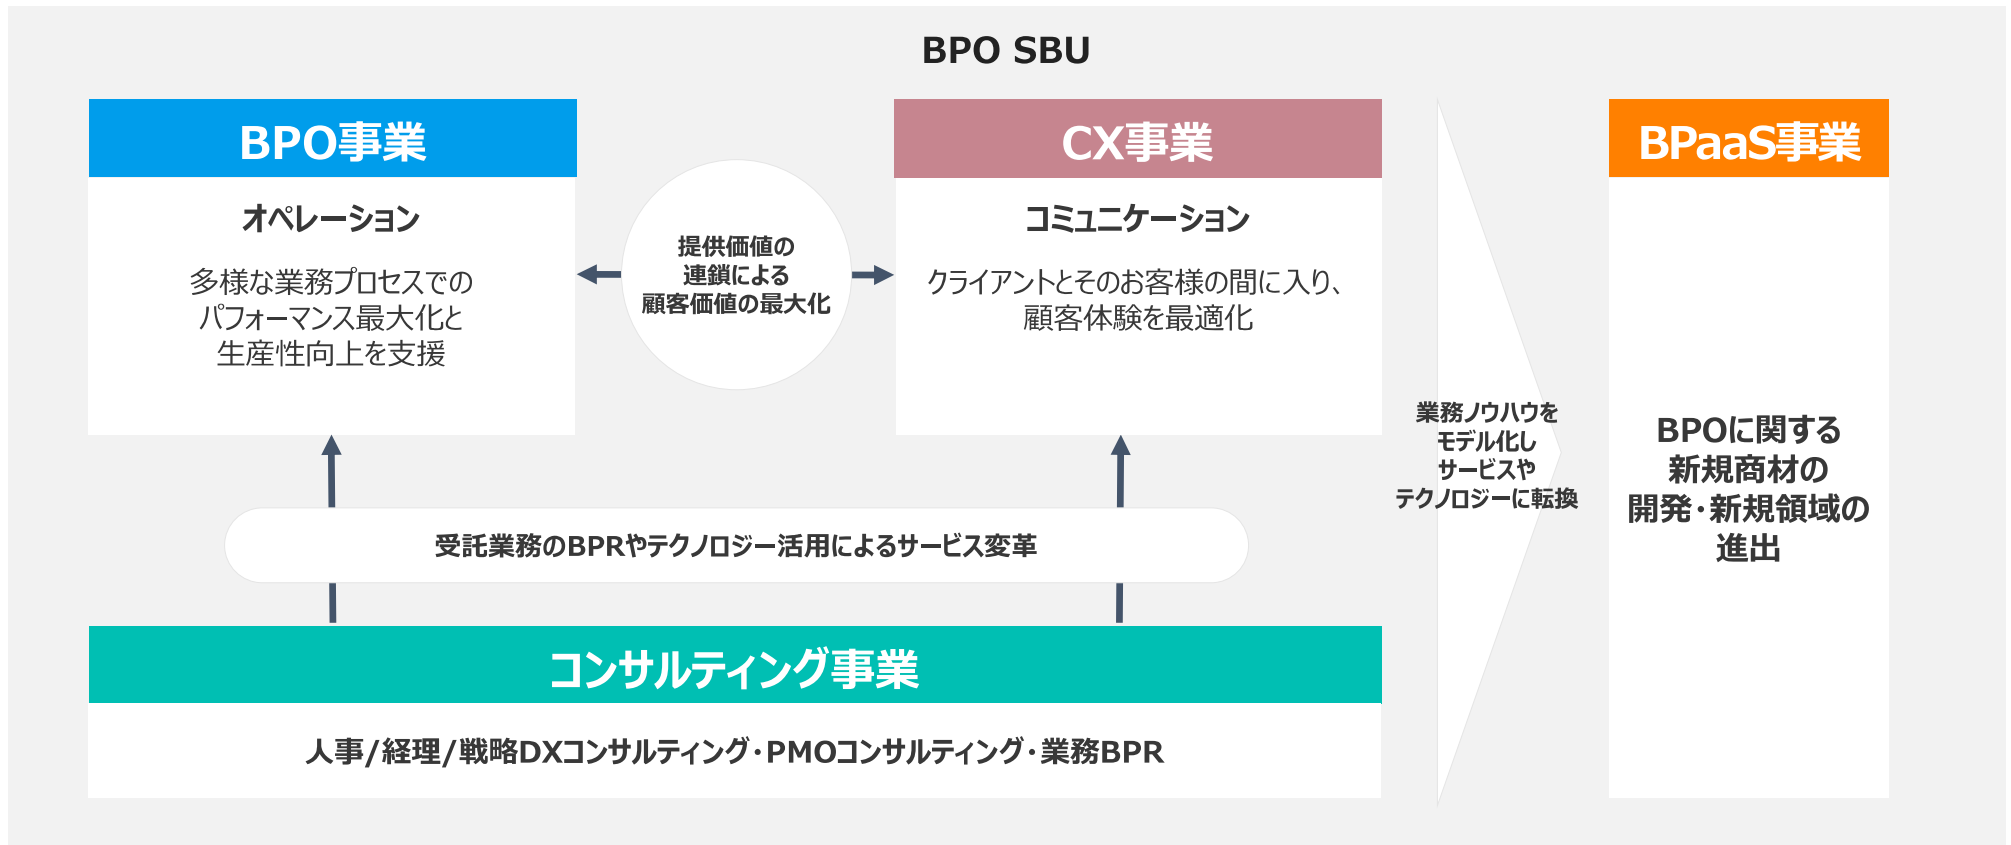 BPO SBU
BPO事業
オペレーション
多様な業務プロセスでの
パフォーマンス最大化と
生産性向上を支援
提供価値の
連鎖による
顧客価値の最大化
CX事業
コミュニケーション
クライアントとそのお客様の間に入り、
顧客体験を最適化
受託業務のBPRやテクノロジー活用によるサービス変革
コンサルティング事業
人事/経理/戦略DXコンサルティング・PMOコンサルティング・業務BPR
業務ノウハウを
モデル化し
サービスや
テクノロジーに転換
BPaaS事業
BPOに関する
新規商材の
開発・新規領域の
進出